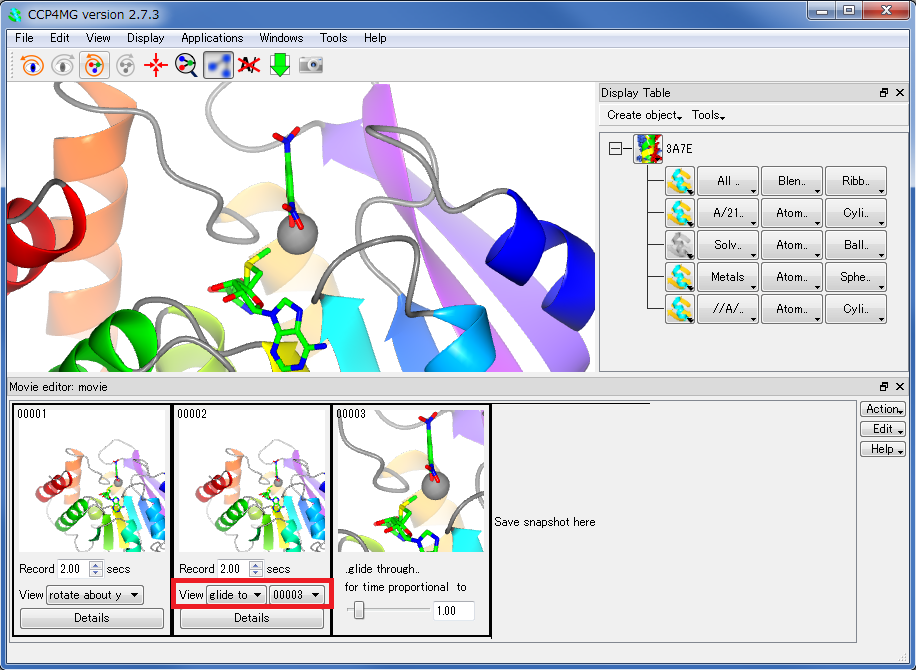 CCP4MG version 2.7.3
File Edit View Display Applications Windows Tools Help
Display Table
Create object Tools
3A7E
All .. Blen.. Ribb..
A/21.. Atom.. Cyli..
Solv.. Atom.. Ball..
Metals Atom.. Sphe..
//A/.. Atom.. Cyli..
Movie editor: movie
00001
Record 2.00 secs
View rotate about y
Details
00002
Record 2.00 secs
View glide to 00003
Details
00003
.glide through..
for time proportional to
1.00
Save snapshot here
Action
Edit
Help